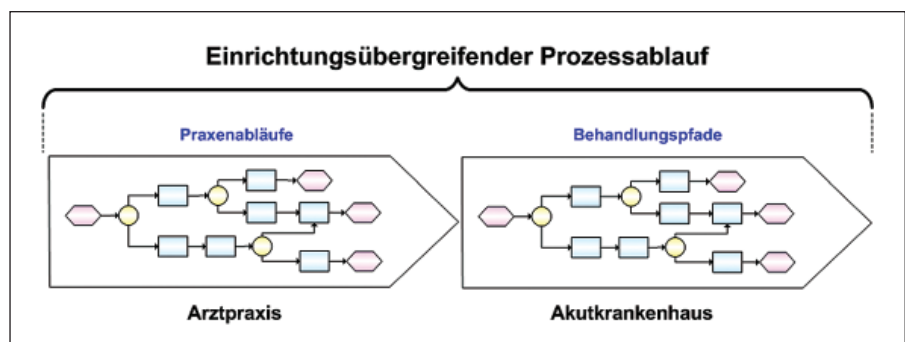 Einrichtungsübergreifender Prozessablauf
Praxenabläufe
Behandlungspfade
Arztpraxis
Akutkrankenhaus